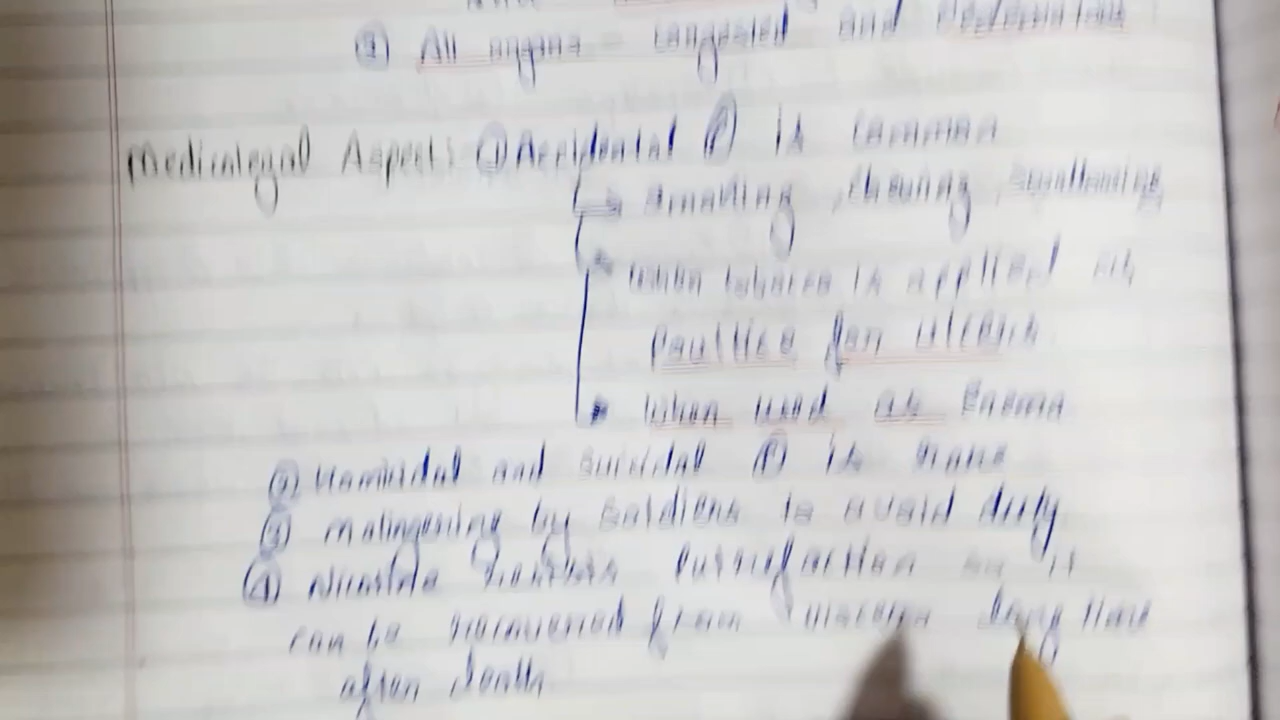 ③ All organs - congested and oedematous
Medicolegal Aspect: ① Accidental Ⓟ is common
→ smoking, chewing, swallowing
→ when tobacco is applied as
Poultice for ulcers
→ when used as Enema
② Homicidal and suicidal Ⓟ is rare
③ Malingering by soldiers to avoid duty
④ Nicotine resists Putrefaction so it
can be recovered from viscera long time
after death